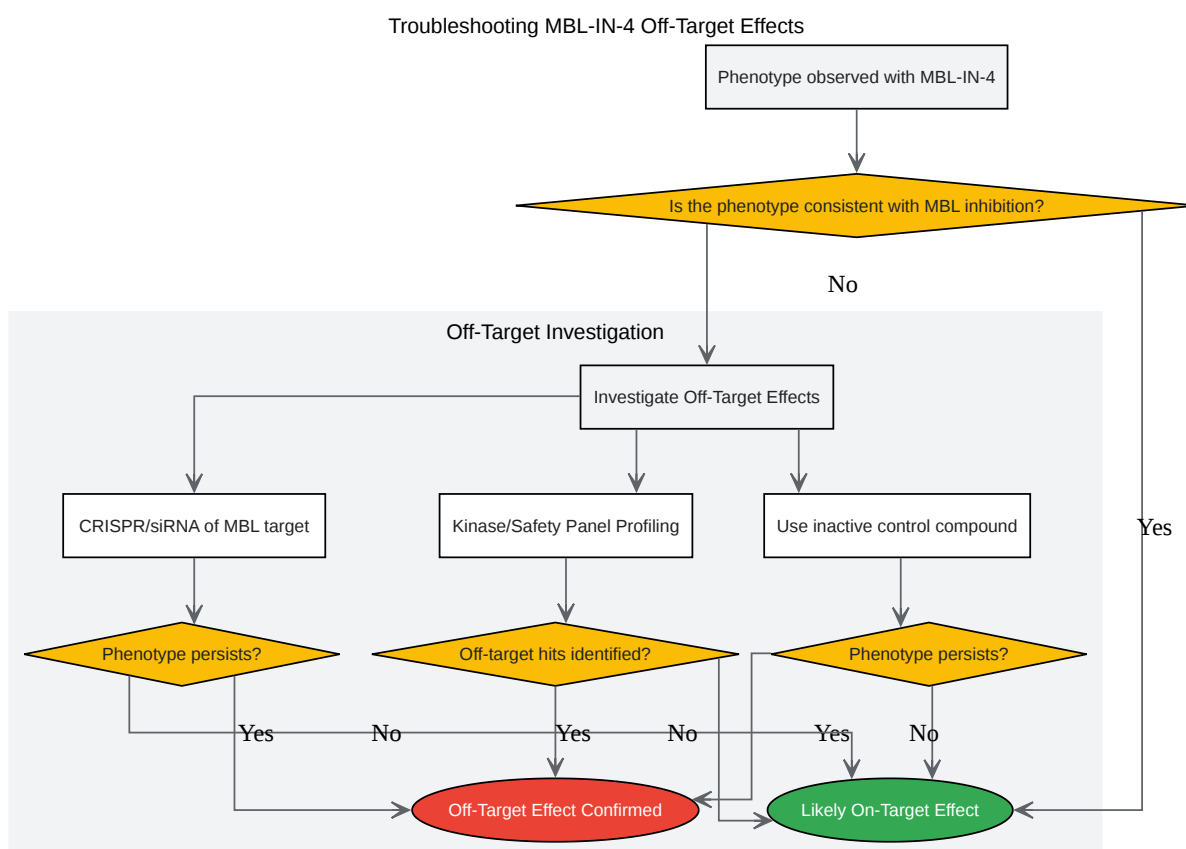 Troubleshooting MBL-IN-4 Off-Target Effects
Phenotype observed with MBL-IN-4
Is the phenotype consistent with MBL inhibition?
No
Off-Target Investigation
Investigate Off-Target Effects
CRISPR/siRNA of MBL target
Kinase/Safety Panel Profiling
Use inactive control compound
Yes
Phenotype persists?
Off-target hits identified?
Phenotype persists?
Yes
No
Yes
No
Yes
No
Off-Target Effect Confirmed
Likely On-Target Effect